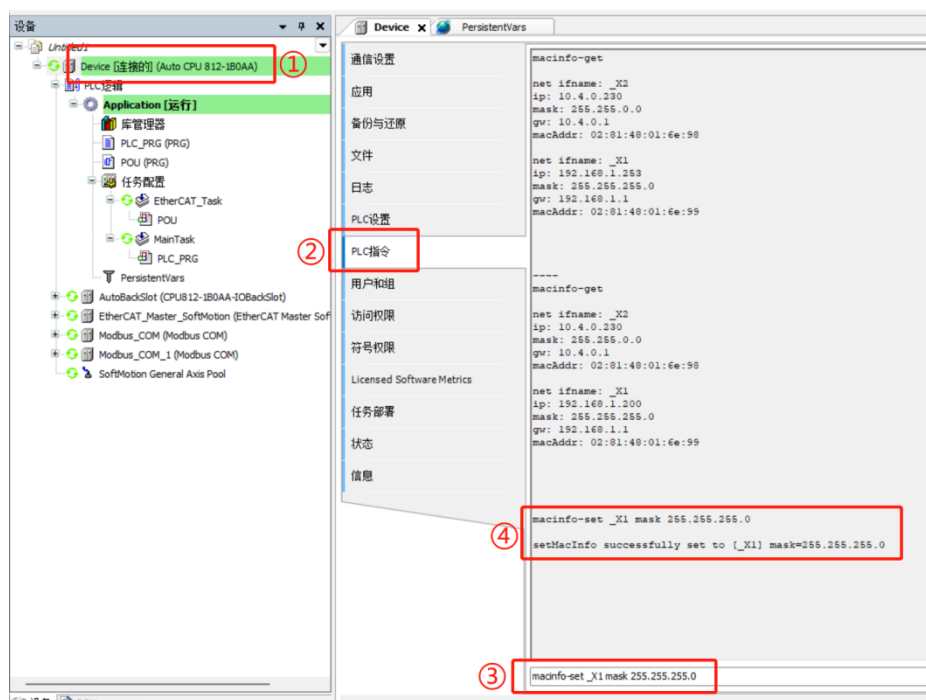 设备
Device
PersistentVars
Untitled1
Device [连接的] (Auto CPU 812-1B0AA)
①
PLC逻辑
Application [运行]
库管理器
PLC_PRG (PRG)
POU (PRG)
任务配置
EtherCAT_Task
POU
MainTask
PLC_PRG
PersistentVars
AutoBackSlot (CPU812-1B0AA-IOBackSlot)
EtherCAT_Master_SoftMotion (EtherCAT Master Sof
Modbus_COM (Modbus COM)
Modbus_COM_1 (Modbus COM)
SoftMotion General Axis Pool
通信设置
应用
备份与还原
文件
日志
PLC设置
②
PLC指令
用户和组
访问权限
符号权限
Licensed Software Metrics
任务部署
状态
信息
macinfo-get
net ifname: _X2
ip: 10.4.0.230
mask: 255.255.0.0
gw: 10.4.0.1
macAddr: 02:81:48:01:6e:98
net ifname: _X1
ip: 192.168.1.253
mask: 255.255.255.0
gw: 192.168.1.1
macAddr: 02:81:48:01:6e:99
----
macinfo-get
net ifname: _X2
ip: 10.4.0.230
mask: 255.255.0.0
gw: 10.4.0.1
macAddr: 02:81:48:01:6e:98
net ifname: _X1
ip: 192.168.1.200
mask: 255.255.255.0
gw: 192.168.1.1
macAddr: 02:81:48:01:6e:99
macinfo-set _X1 mask 255.255.255.0
④
setMacInfo successfully set to [_X1] mask=255.255.255.0
③
macinfo-set _X1 mask 255.255.255.0